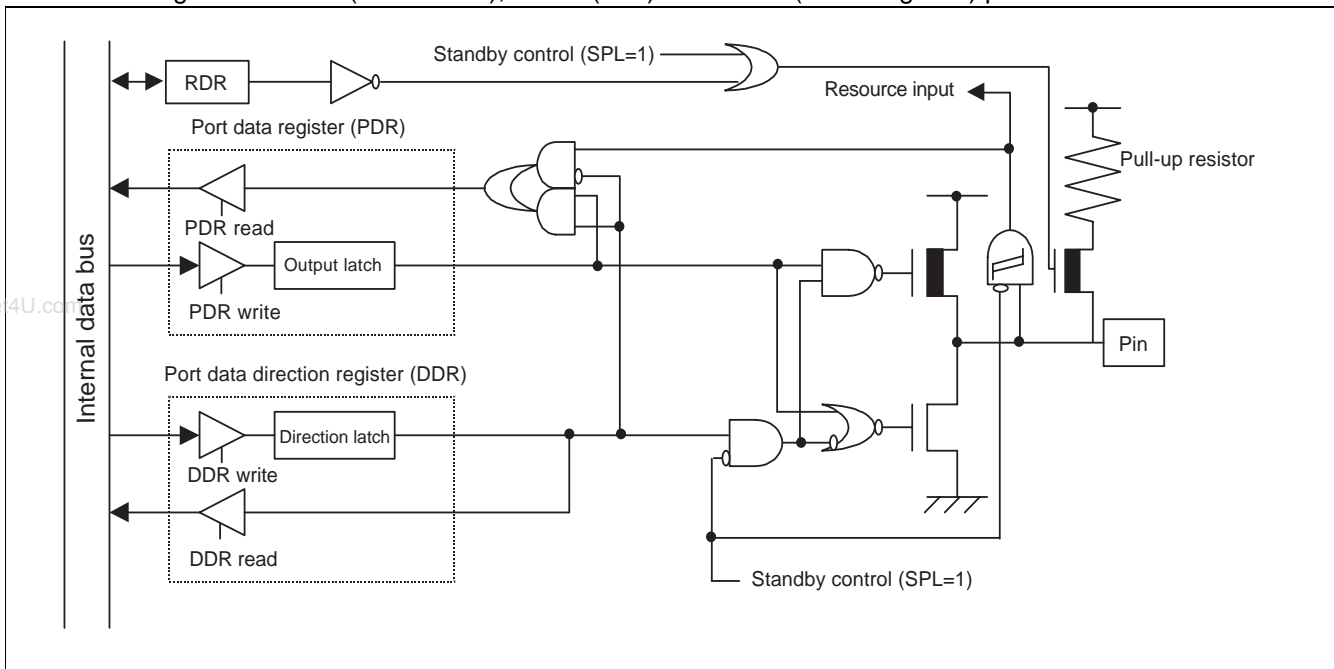 Standby control (SPL=1)
RDR
Resource input
Port data register (PDR)
Pull-up resistor
PDR read
Output latch
PDR write
Internal data bus
et4U.com
Pin
Port data direction register (DDR)
Direction latch
DDR write
DDR read
Standby control (SPL=1)